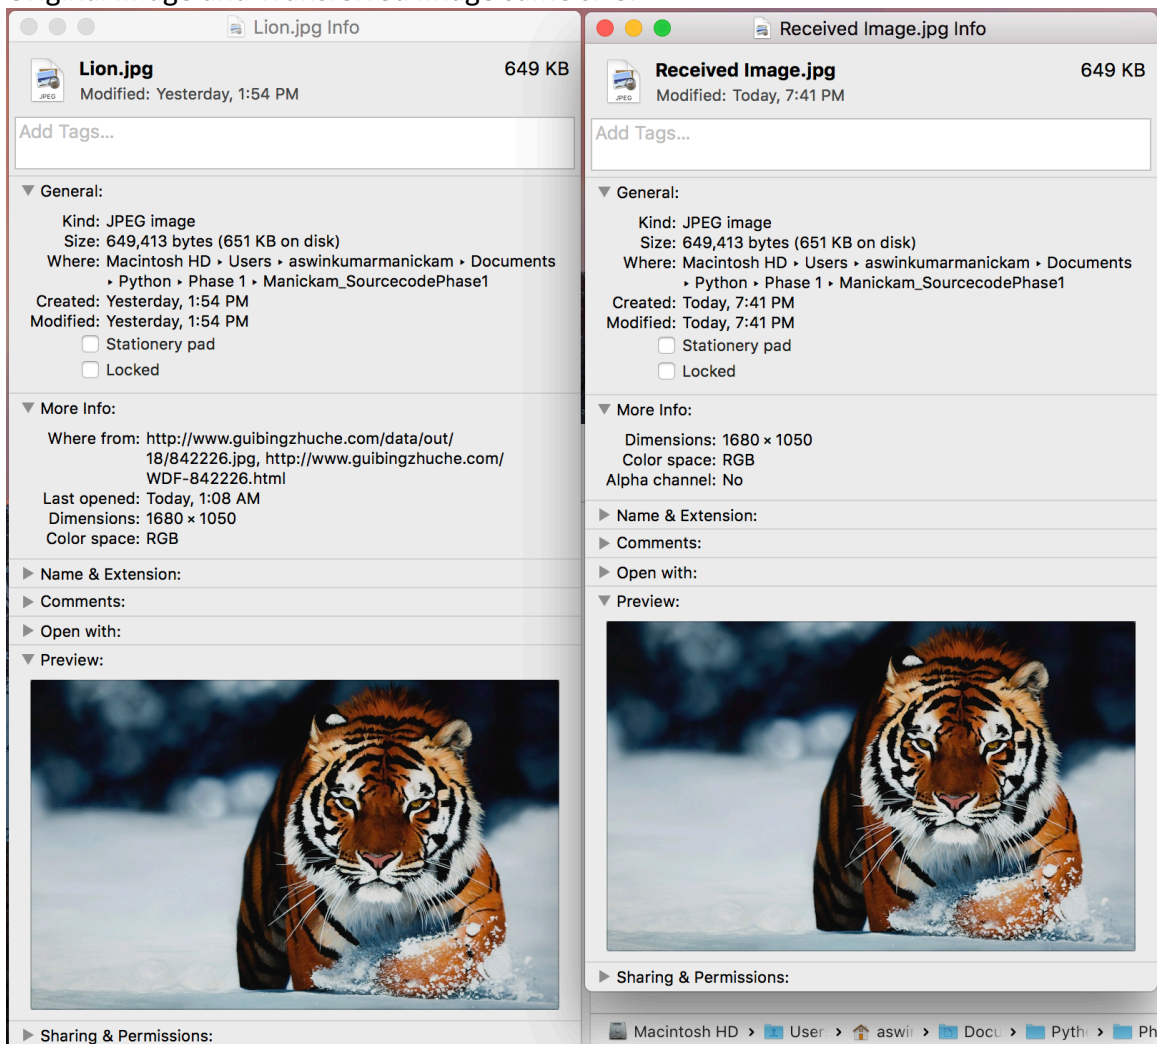 Lion.jpg Info
Lion.jpg 649 KB
JPEG
Modified: Yesterday, 1:54 PM
Add Tags...
General:
Kind: JPEG image
Size: 649,413 bytes (651 KB on disk)
Where: Macintosh HD ▸ Users ▸ aswinkumarmanickam ▸ Documents
▸ Python ▸ Phase 1 ▸ Manickam_SourcecodePhase1
Created: Yesterday, 1:54 PM
Modified: Yesterday, 1:54 PM
Stationery pad
Locked
More Info:
Where from: http://www.guibingzhuche.com/data/out/
18/842226.jpg, http://www.guibingzhuche.com/
WDF-842226.html
Last opened: Today, 1:08 AM
Dimensions: 1680 × 1050
Color space: RGB
Name & Extension:
Comments:
Open with:
Preview:
Sharing & Permissions:
Received Image.jpg Info
Received Image.jpg 649 KB
JPEG
Modified: Today, 7:41 PM
Add Tags...
General:
Kind: JPEG image
Size: 649,413 bytes (651 KB on disk)
Where: Macintosh HD ▸ Users ▸ aswinkumarmanickam ▸ Documents
▸ Python ▸ Phase 1 ▸ Manickam_SourcecodePhase1
Created: Today, 7:41 PM
Modified: Today, 7:41 PM
Stationery pad
Locked
More Info:
Dimensions: 1680 × 1050
Color space: RGB
Alpha channel: No
Name & Extension:
Comments:
Open with:
Preview:
Sharing & Permissions:
Macintosh HD › User › aswi › Docu › Pyth › Ph